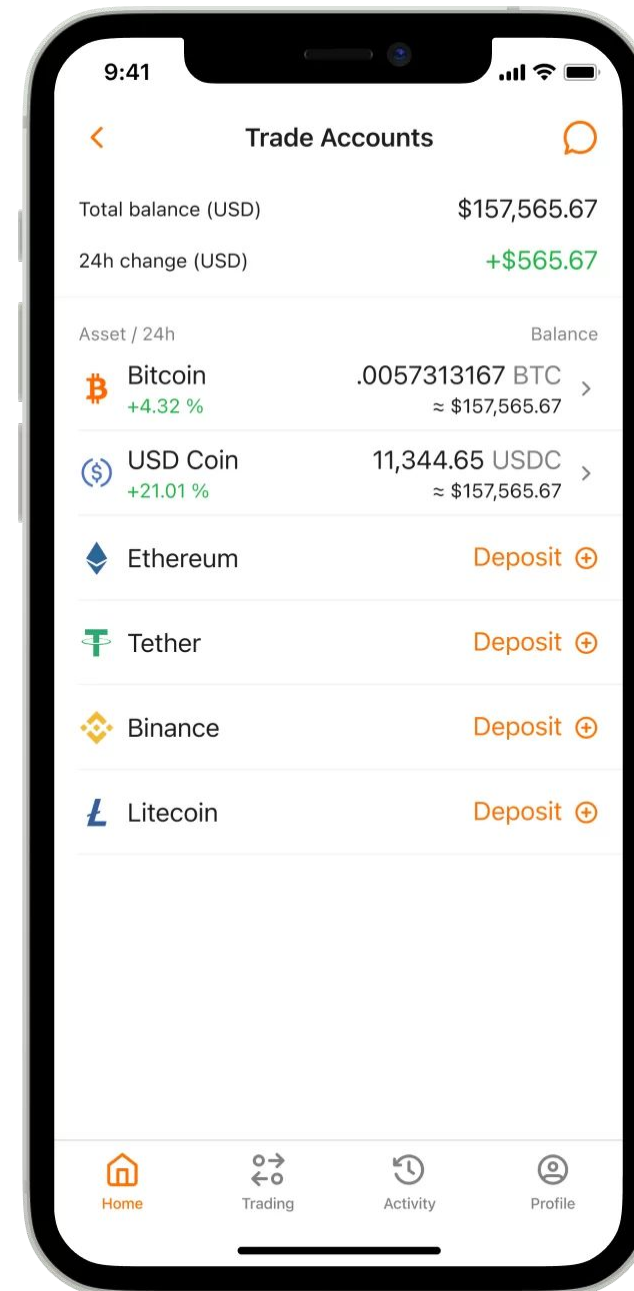 9:41
Trade Accounts
Total balance (USD) $157,565.67
24h change (USD) +$565.67
Asset / 24h Balance
Bitcoin .0057313167 BTC
+4.32 % ≈ $157,565.67
USD Coin 11,344.65 USDC
+21.01 % ≈ $157,565.67
Ethereum Deposit
Tether Deposit
Binance Deposit
Litecoin Deposit
Home Trading Activity Profile